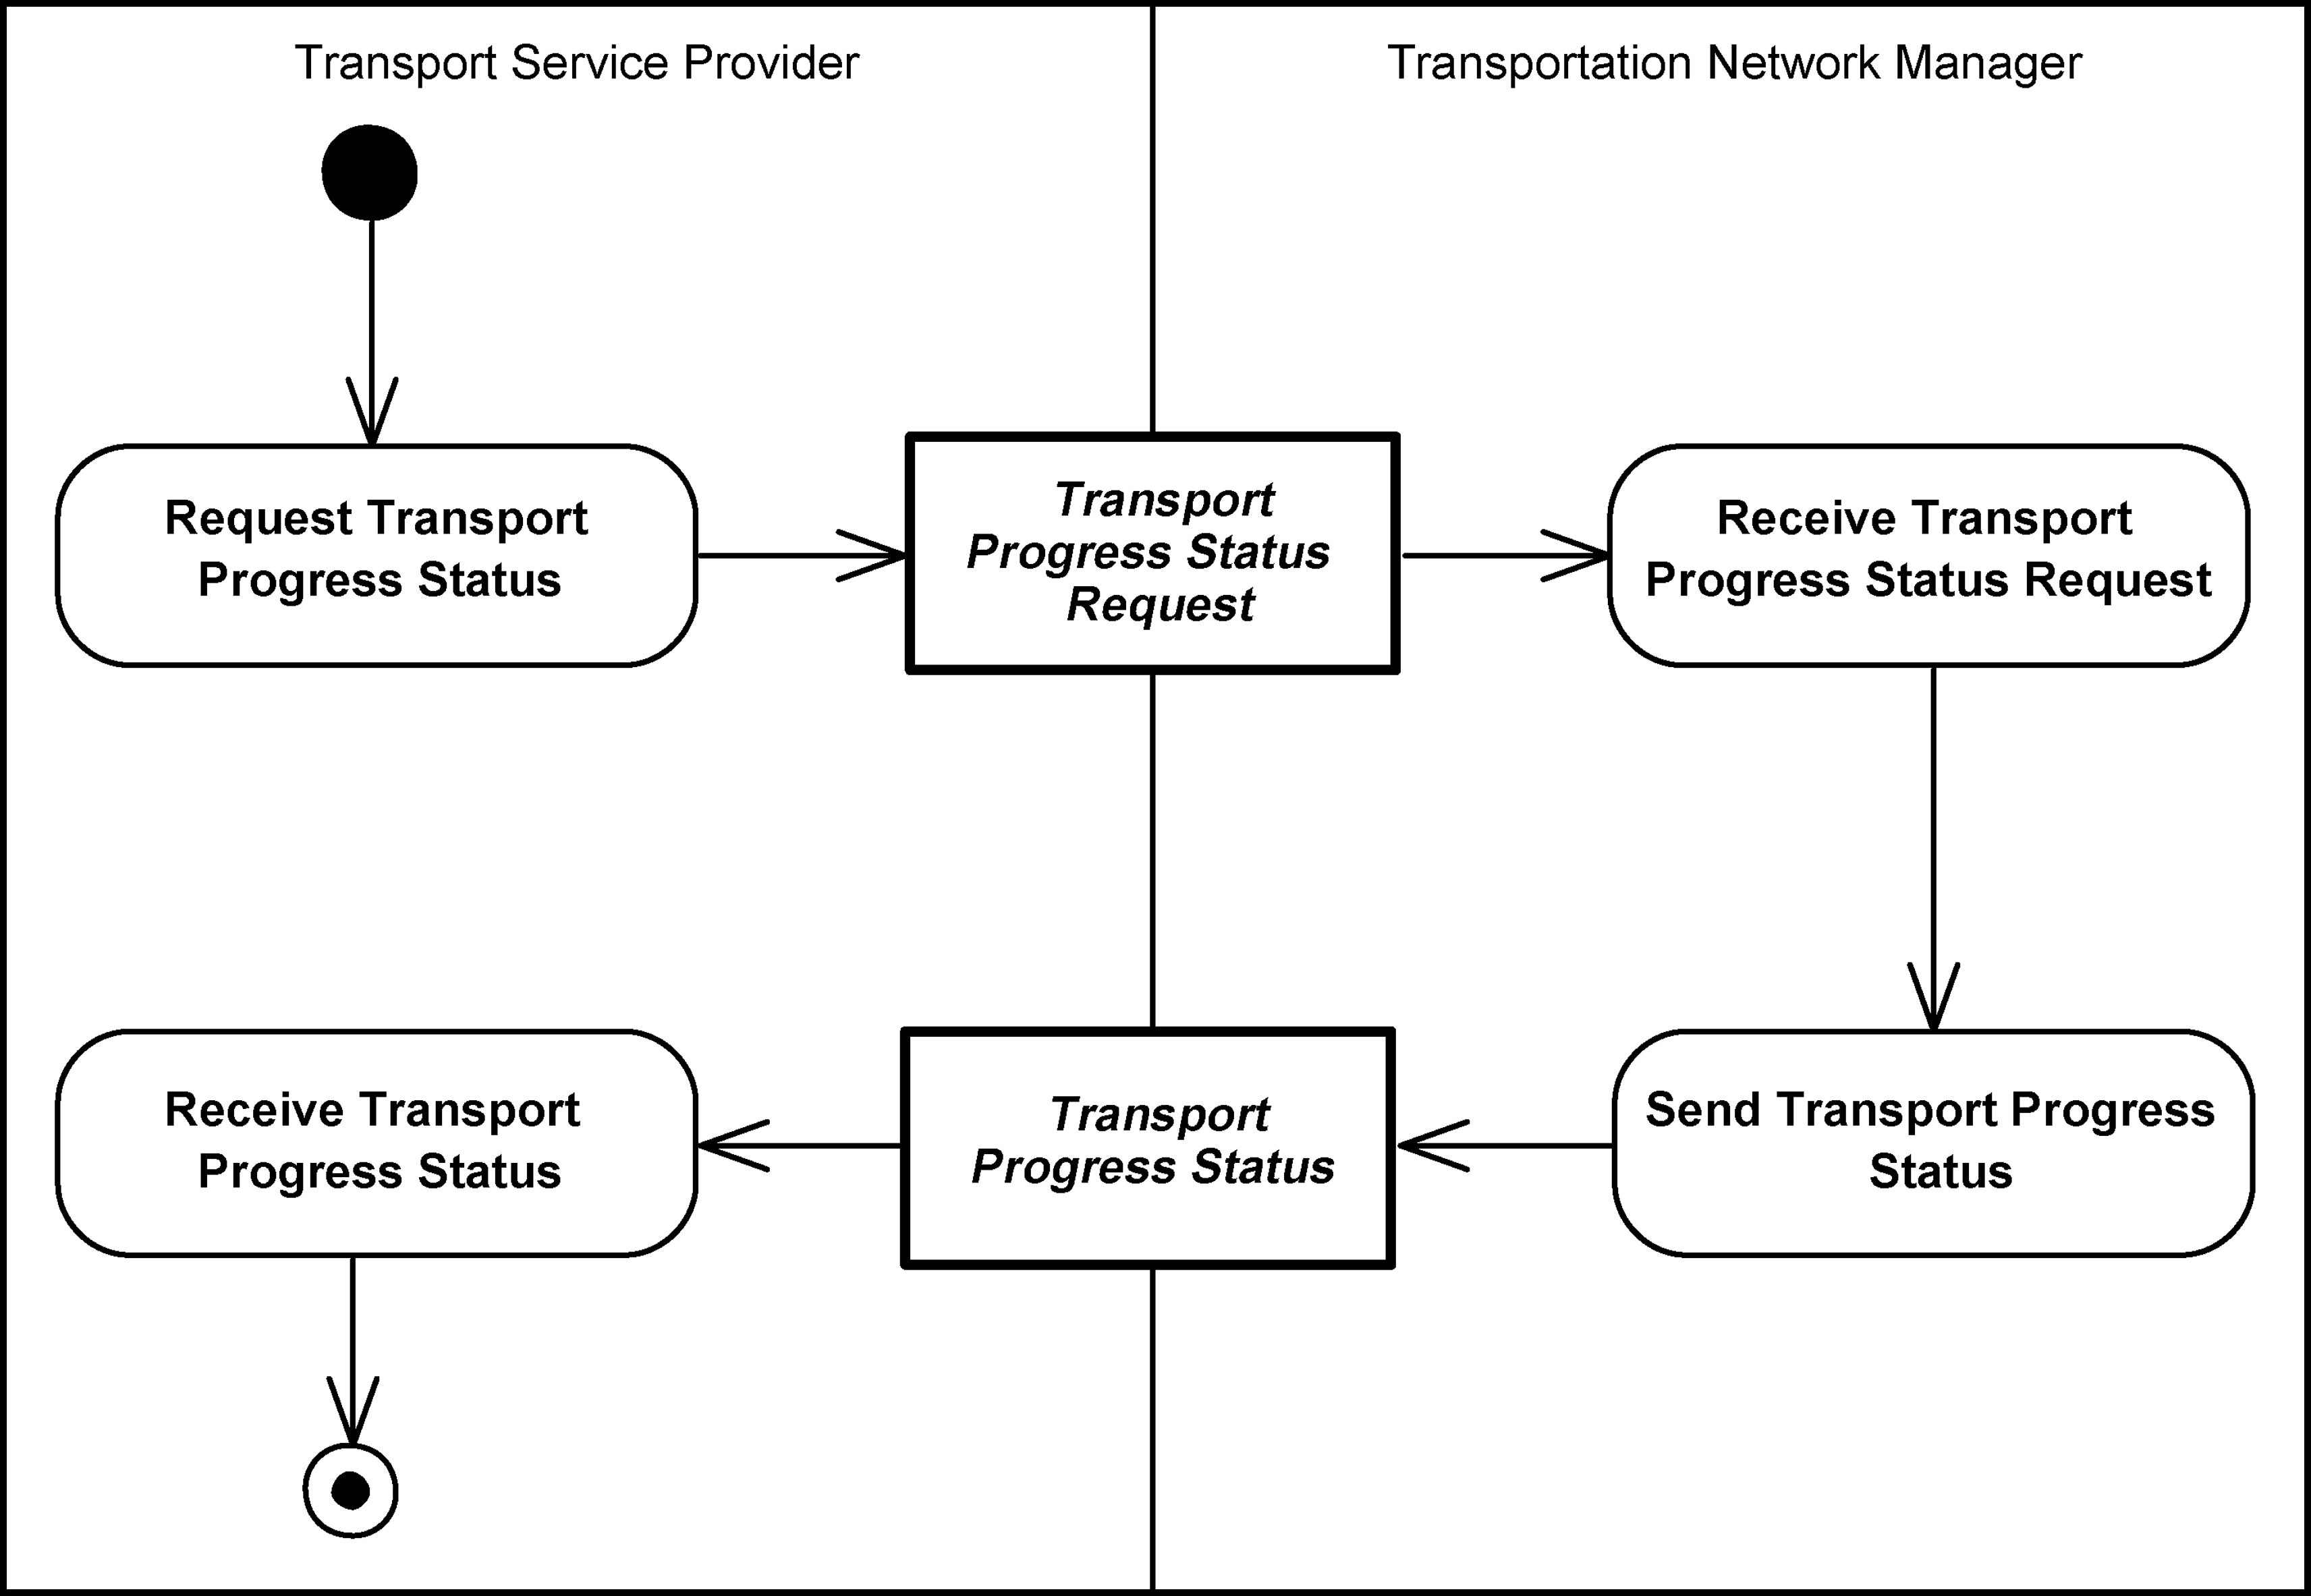 Transport Service Provider
Transportation Network Manager
Request Transport
Progress Status
Transport
Progress Status
Request
Receive Transport
Progress Status Request
Receive Transport
Progress Status
Transport
Progress Status
Send Transport Progress
Status